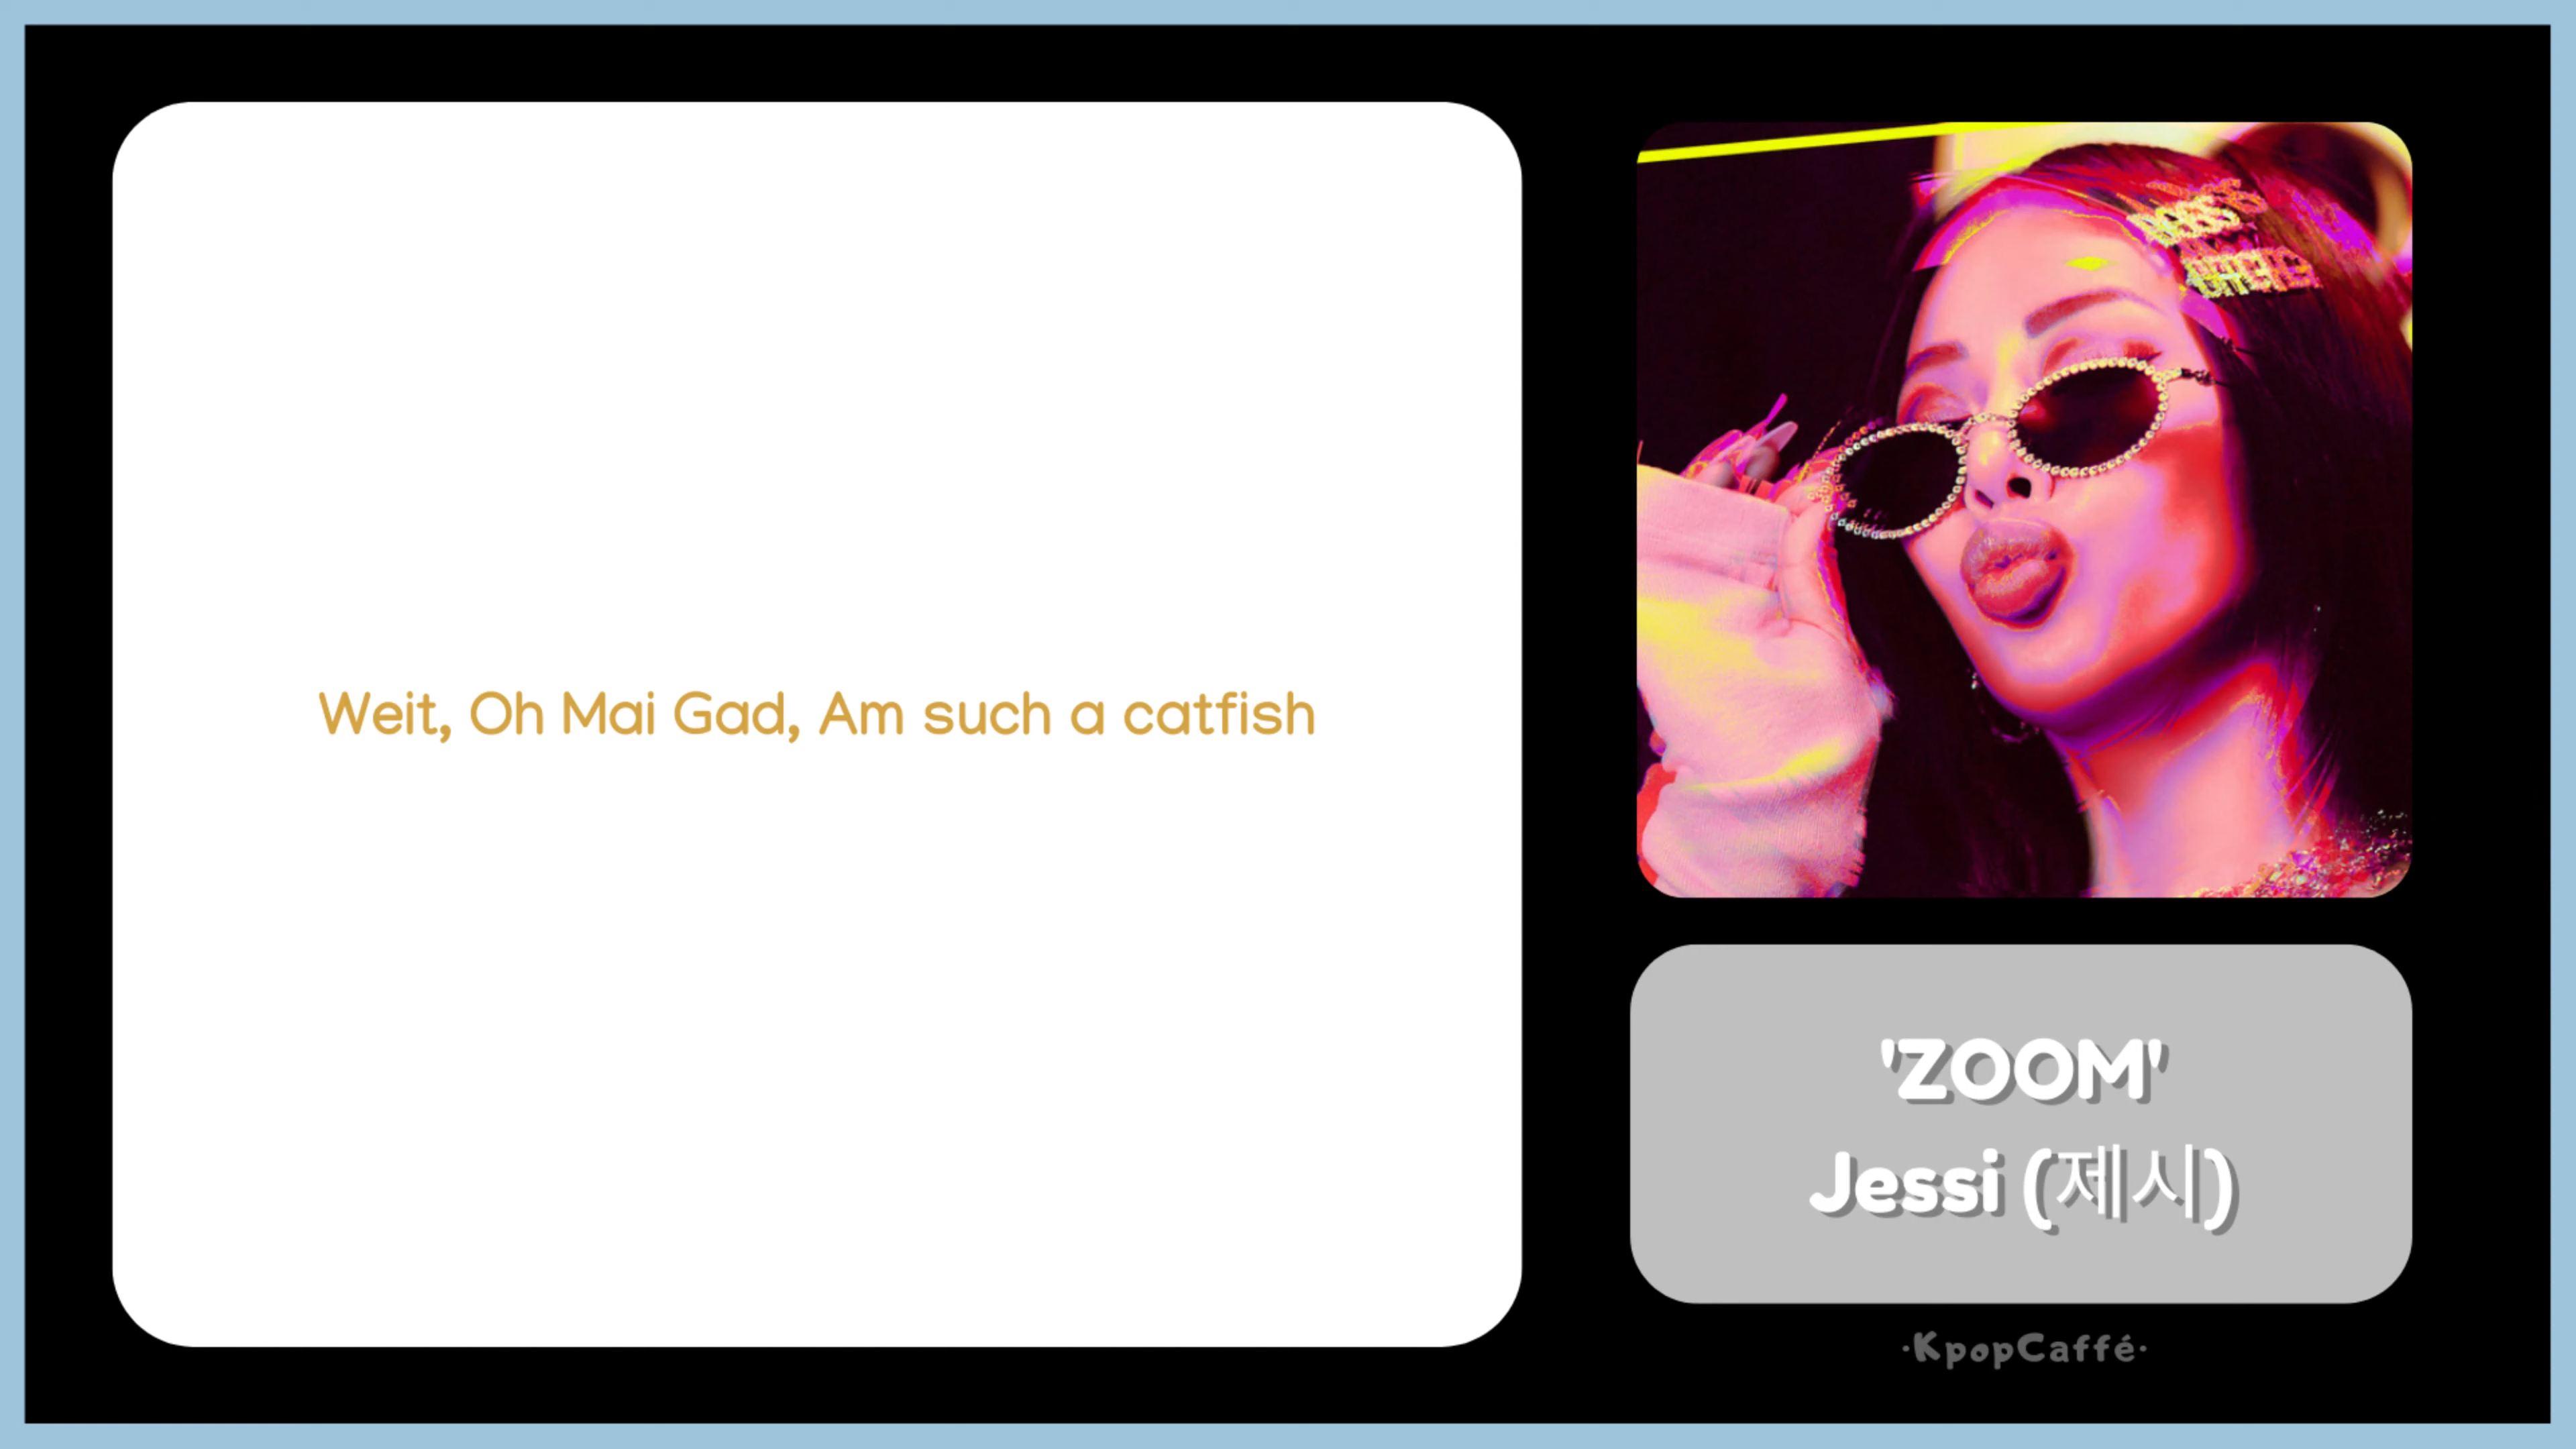 Weit, Oh Mai Gad, Am such a catfish
'ZOOM'
Jessi (제시)
·KpopCaffé·